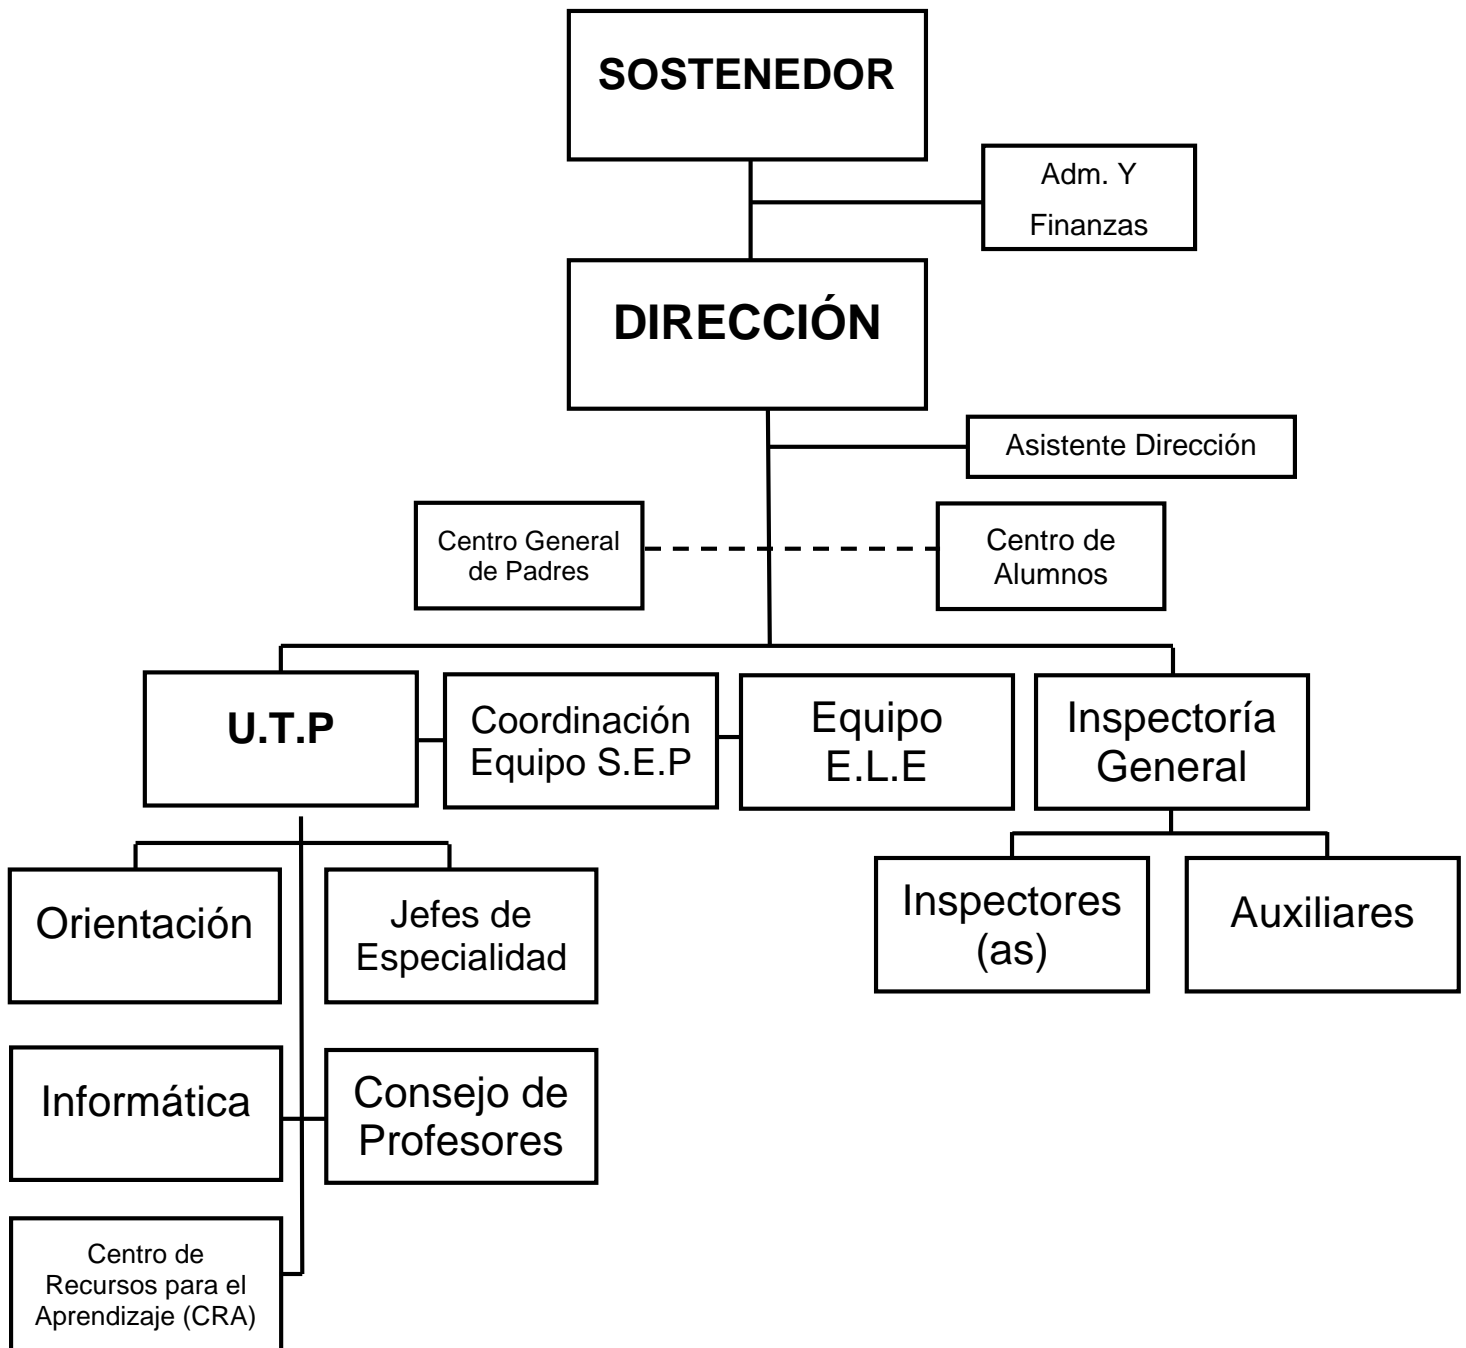 SOSTENEDOR
Adm. Y
Finanzas
DIRECCIÓN
Asistente Dirección
Centro General
de Padres
Centro de
Alumnos
U.T.P
Coordinación
Equipo S.E.P
Equipo
E.L.E
Inspectoría
General
Orientación
Jefes de
Especialidad
Inspectores
(as)
Auxiliares
Informática
Consejo de
Profesores
Centro de
Recursos para el
Aprendizaje (CRA)